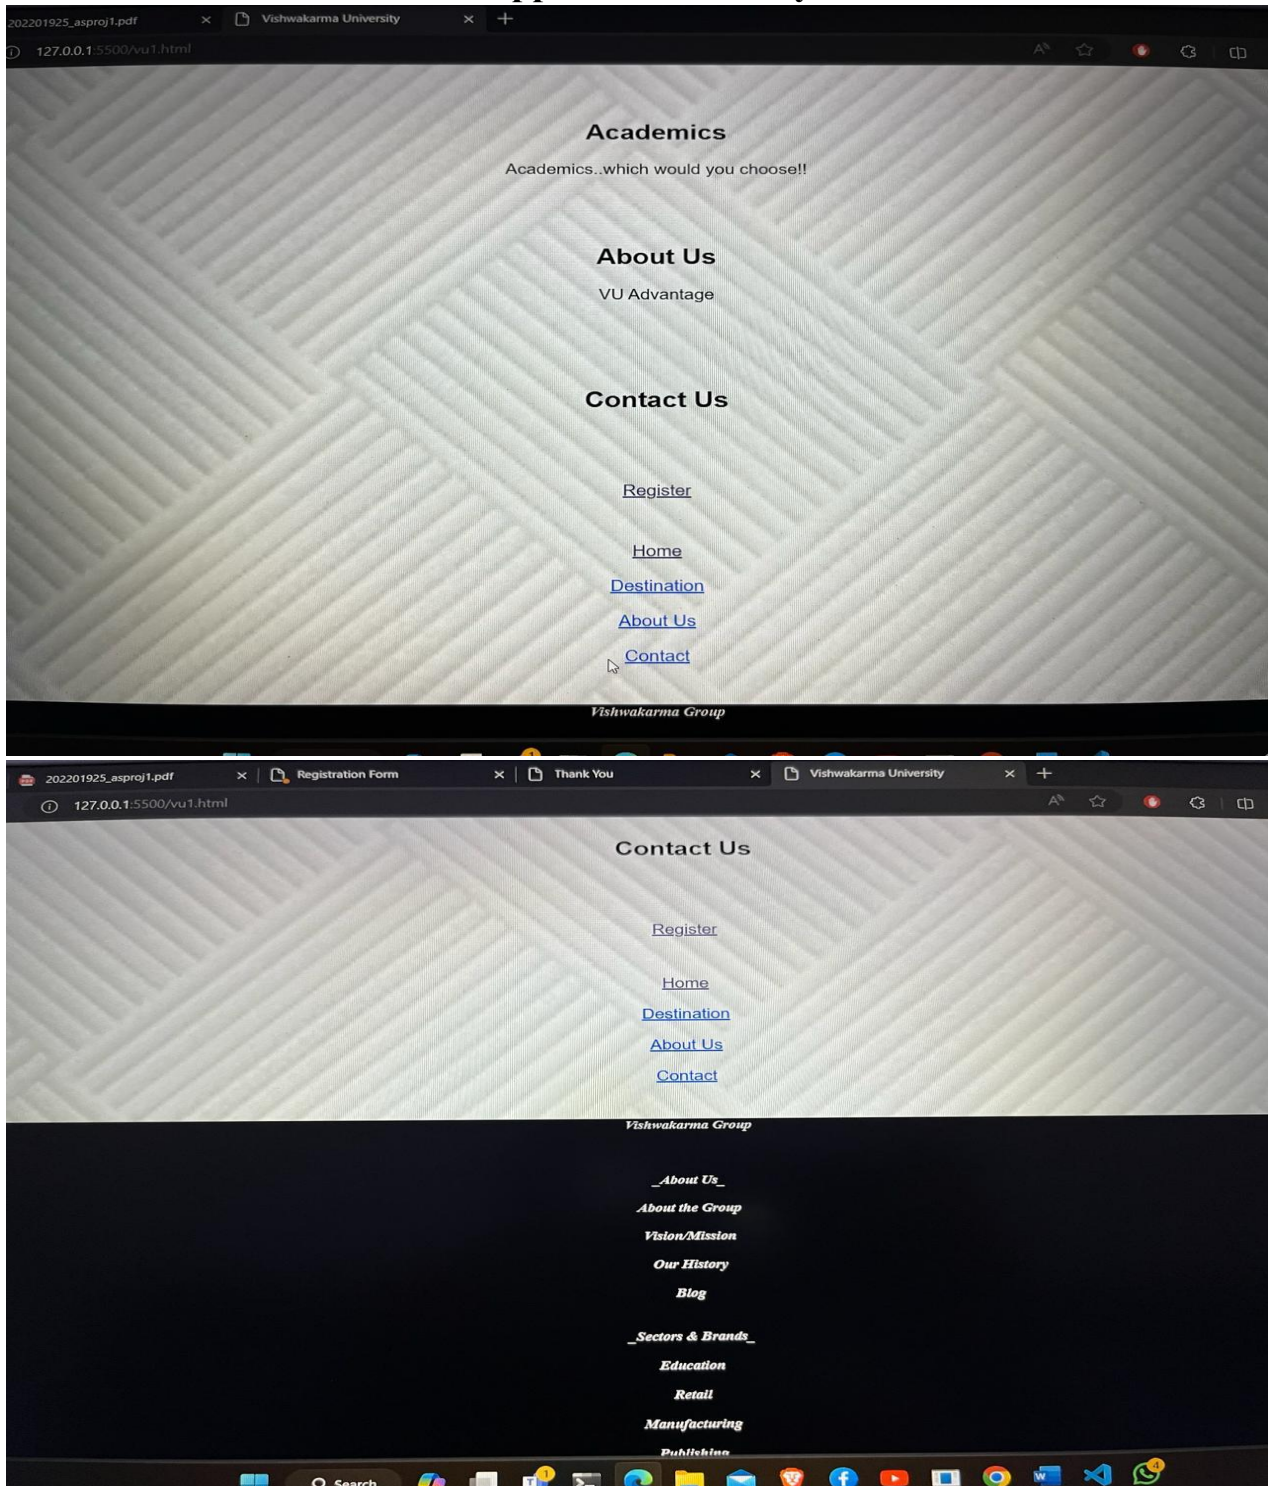 202201925_asproj1.pdf Vishwakarma University
127.0.0.1:5500/vu1.html
Academics
Academics..which would you choose!!
About Us
VU Advantage
Contact Us
Register
Home
Destination
About Us
Contact
Vishwakarma Group
202201925_asproj1.pdf Registration Form Thank You Vishwakarma University
127.0.0.1:5500/vu1.html
Contact Us
Register
Home
Destination
About Us
Contact
Vishwakarma Group
_About Us_
About the Group
Vision/Mission
Our History
Blog
_Sectors & Brands_
Education
Retail
Manufacturing
Publishing
Search